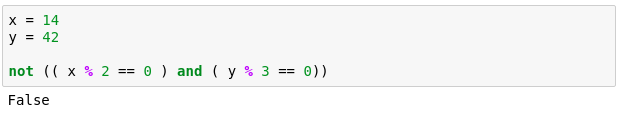 x = 14
y = 42
not (( x % 2 == 0 ) and ( y % 3 == 0))
False